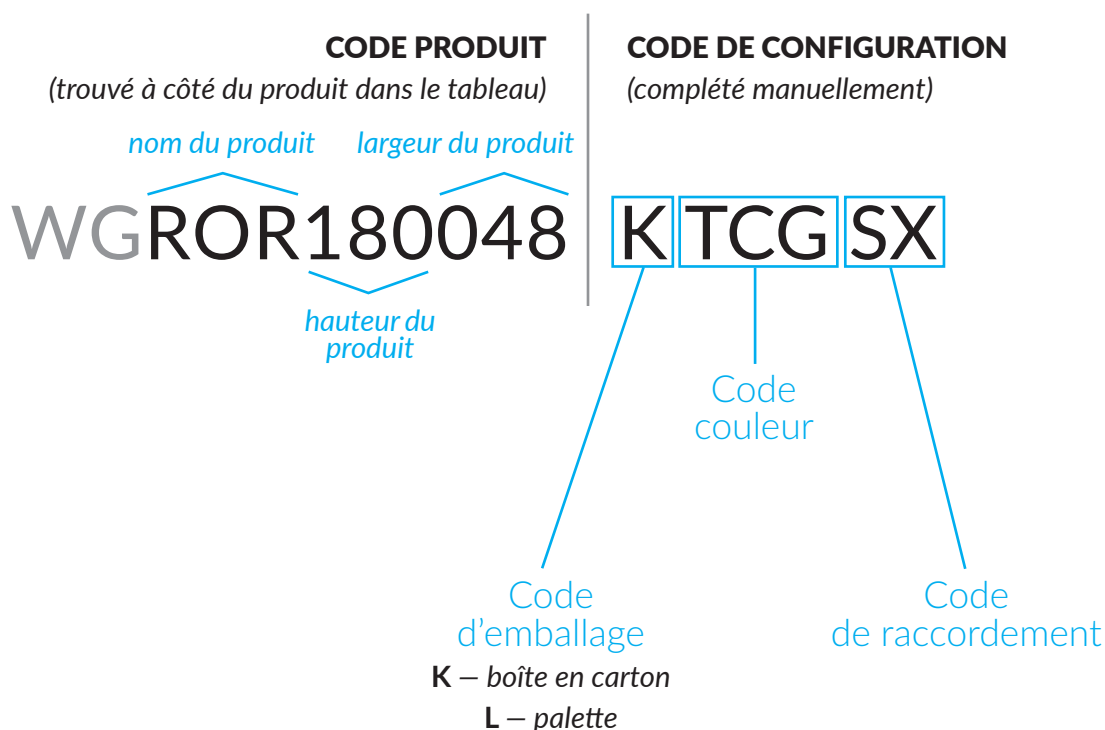 CODE PRODUIT
(trouvé à côté du produit dans le tableau)
CODE DE CONFIGURATION
(complété manuellement)
nom du produit
largeur du produit
WGROR180048
K TCG SX
hauteur du
produit
Code
couleur
Code
d’emballage
K – boîte en carton
L – palette
Code
de raccordement